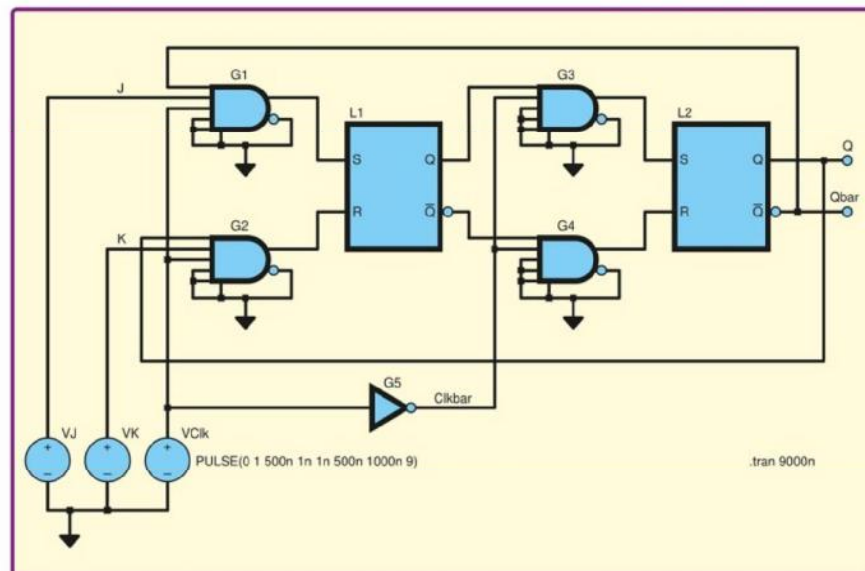 G1
G3
J
L1
L2
S
Q
S
Q
Q
Qbar
R
Q̅
R
Q̅
G2
G4
K
G5
Clkbar
VJ
VK
VClk
PULSE(0 1 500n 1n 1n 500n 1000n 9)
.tran 9000n
+
+
+
−
−
−